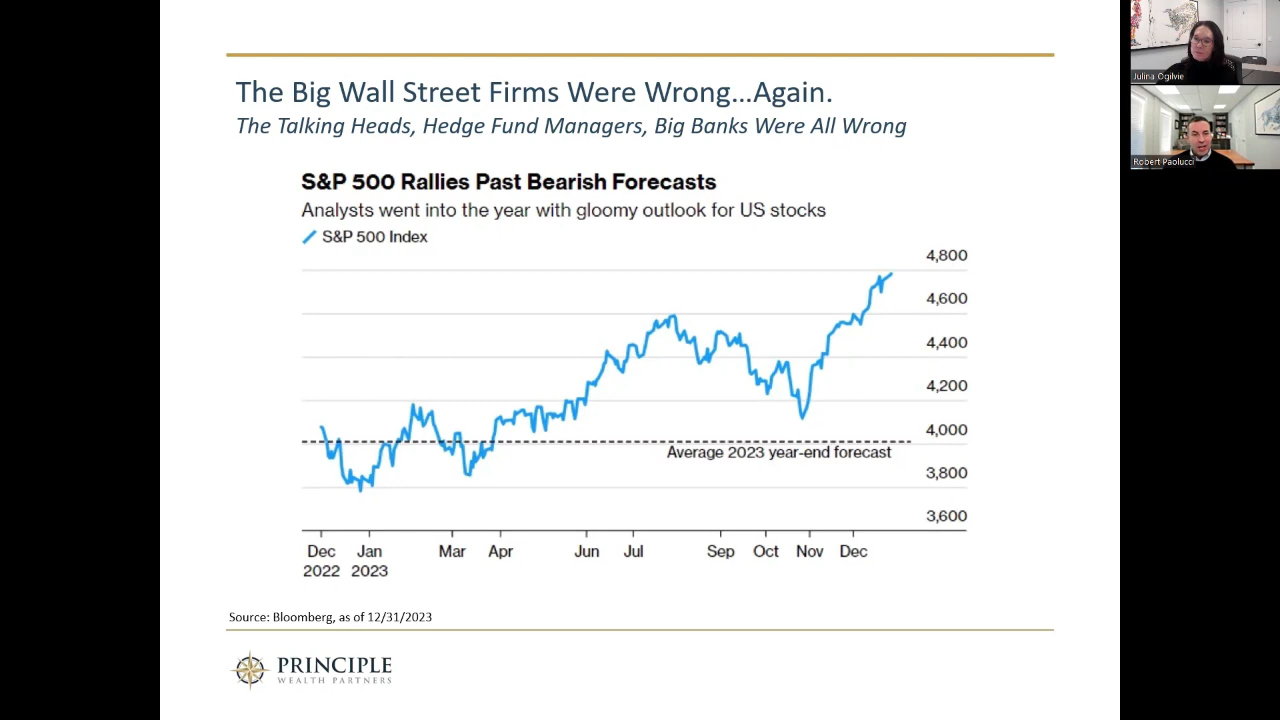 The Big Wall Street Firms Were Wrong...Again.
The Talking Heads, Hedge Fund Managers, Big Banks Were All Wrong
S&P 500 Rallies Past Bearish Forecasts
Analysts went into the year with gloomy outlook for US stocks
S&P 500 Index
4,800
4,600
4,400
4,200
4,000
Average 2023 year-end forecast
3,800
3,600
Dec Jan Mar Apr Jun Jul Sep Oct Nov Dec
2022 2023
Source: Bloomberg, as of 12/31/2023
PRINCIPLE
WEALTH PARTNERS
Julina Ogilvie
Robert Paolucci